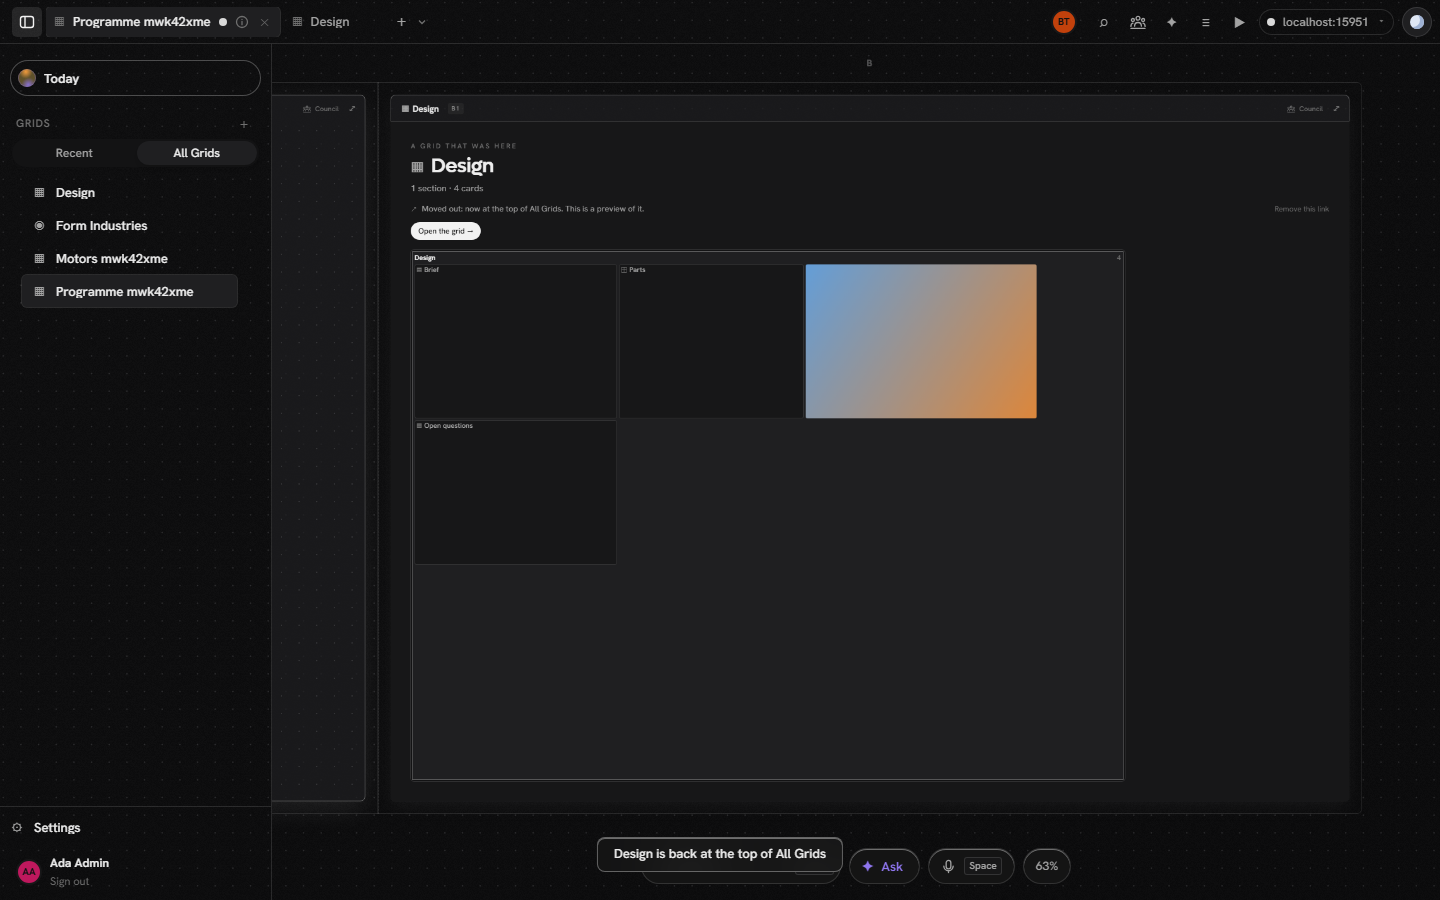 Programme mwk42xme
Design
BT
localhost:15951
Today
GRIDS
Recent
All Grids
Design
Form Industries
Motors mwk42xme
Programme mwk42xme
Settings
AA
Ada Admin
Sign out
B
Council
Design
B1
Council
A GRID THAT WAS HERE
Design
1 section · 4 cards
↗ Moved out: now at the top of All Grids. This is a preview of it.
Remove this link
Open the grid →
Design
4
Brief
Parts
Open questions
Design is back at the top of All Grids
Ask
Space
63%